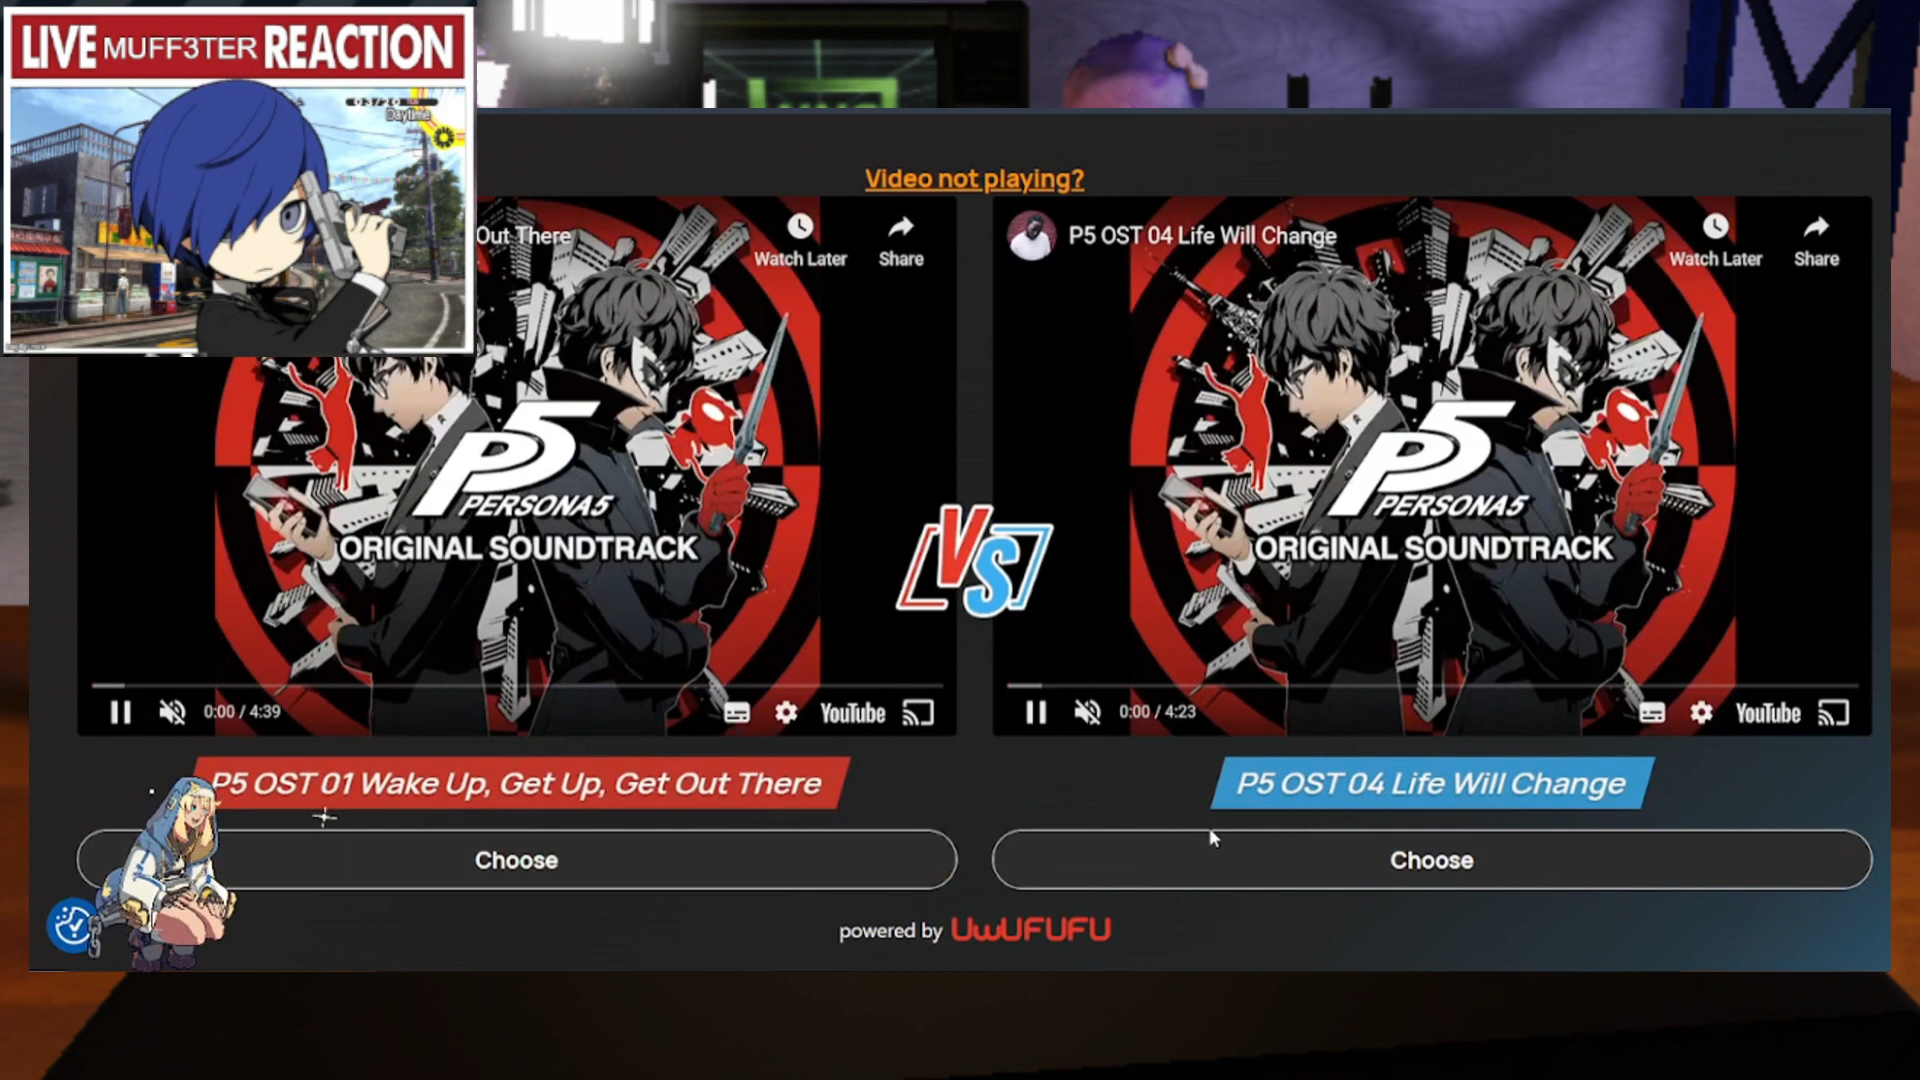 LIVE MUFF3TER REACTION
Daytime
Video not playing?
Out There
Watch Later
Share
P5 OST 04 Life Will Change
Watch Later
Share
P5
PERSONA5
ORIGINAL SOUNDTRACK
P5
PERSONA5
ORIGINAL SOUNDTRACK
VS
0:00 / 4:39
YouTube
0:00 / 4:23
YouTube
P5 OST 01 Wake Up, Get Up, Get Out There
P5 OST 04 Life Will Change
Choose
Choose
powered by UwUFUFU